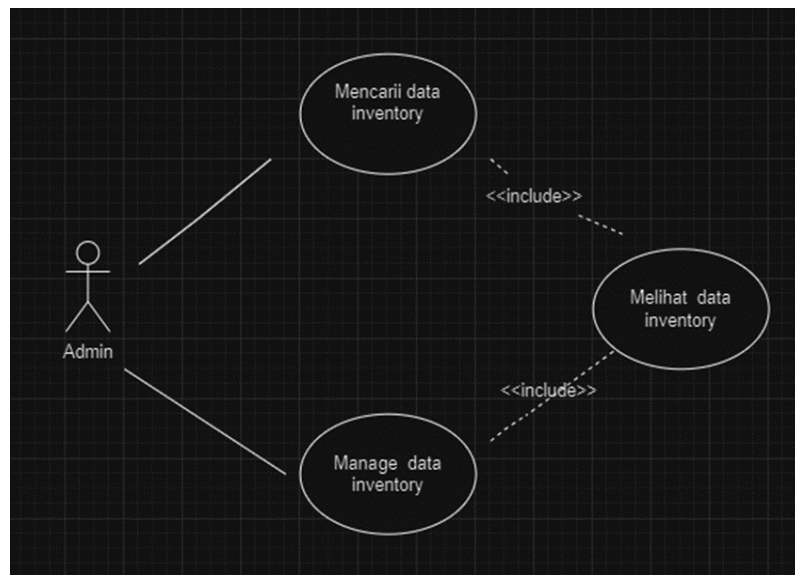 Mencarii data
inventory
<<include>>
Melihat data
inventory
Admin
<<include>>
Manage data
inventory